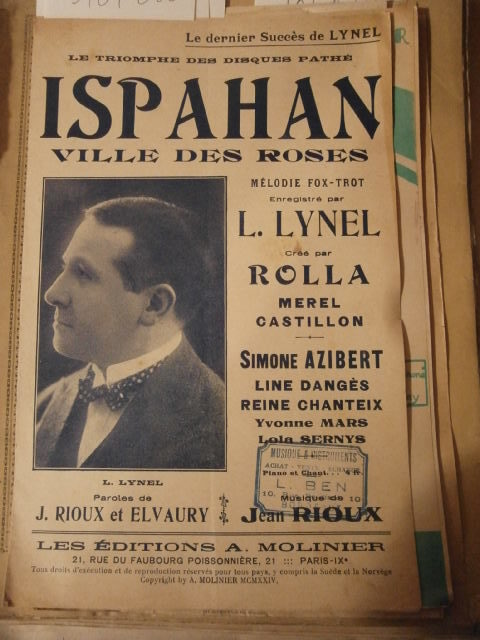 Le dernier Succès de LYNEL
LE TRIOMPHE DES DISQUES PATHÉ
ISPAHAN
VILLE DES ROSES
MÉLODIE FOX-TROT
Enregistré par
L. LYNEL
Créé par
ROLLA
MEREL
CASTILLON
SIMONE AZIBERT
LINE DANGÈS
REINE CHANTEIX
Yvonne MARS
Lola SERNYS
MUSIQUE & INSTRUMENTS
Piano et Chant...
L. BEN
L. LYNEL
Paroles de
J. RIOUX et ELVAURY
Musique de
Jean RIOUX
LES ÉDITIONS A. MOLINIER
21, RUE DU FAUBOURG POISSONNIÈRE, 21 ::: PARIS-IXe
Tous droits d'exécution et de reproduction réservés pour tous pays, y compris la Suède et la Norvège
Copyright by A. MOLINIER MCMXXIV.